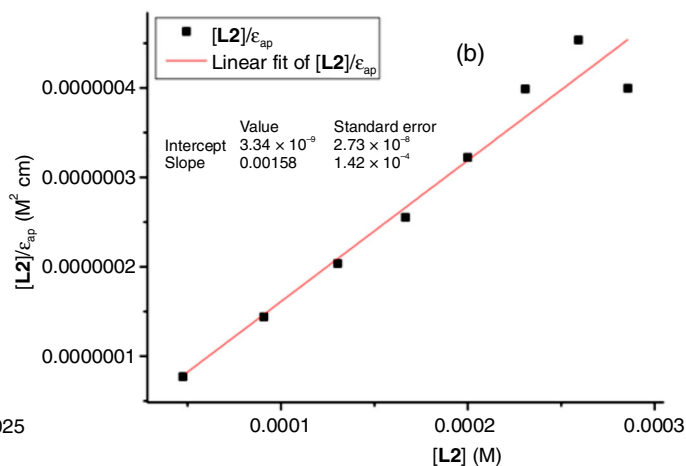 [L2]/εap
Linear fit of [L2]/εap
(b)
Value Standard error
Intercept 3.34 × 10⁻⁹ 2.73 × 10⁻⁸
Slope 0.00158 1.42 × 10⁻⁴
[L2]/εap (M² cm)
0.0000004
0.0000003
0.0000002
0.0000001
0025
0.0001 0.0002 0.0003
[L2] (M)